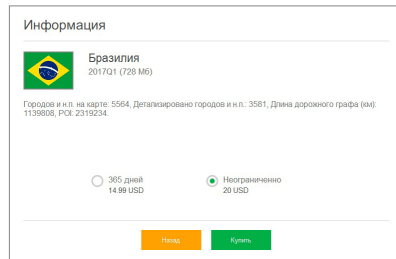 Информация
Бразилия
2017Q1 (728 Мб)
Городов и н.п. на карте: 5564, Детализировано городов и н.п.: 3581, Длина дорожного графа (км):
1139808, POI: 2319234.
365 дней
14.99 USD
Неограниченно
20 USD
Назад
Купить